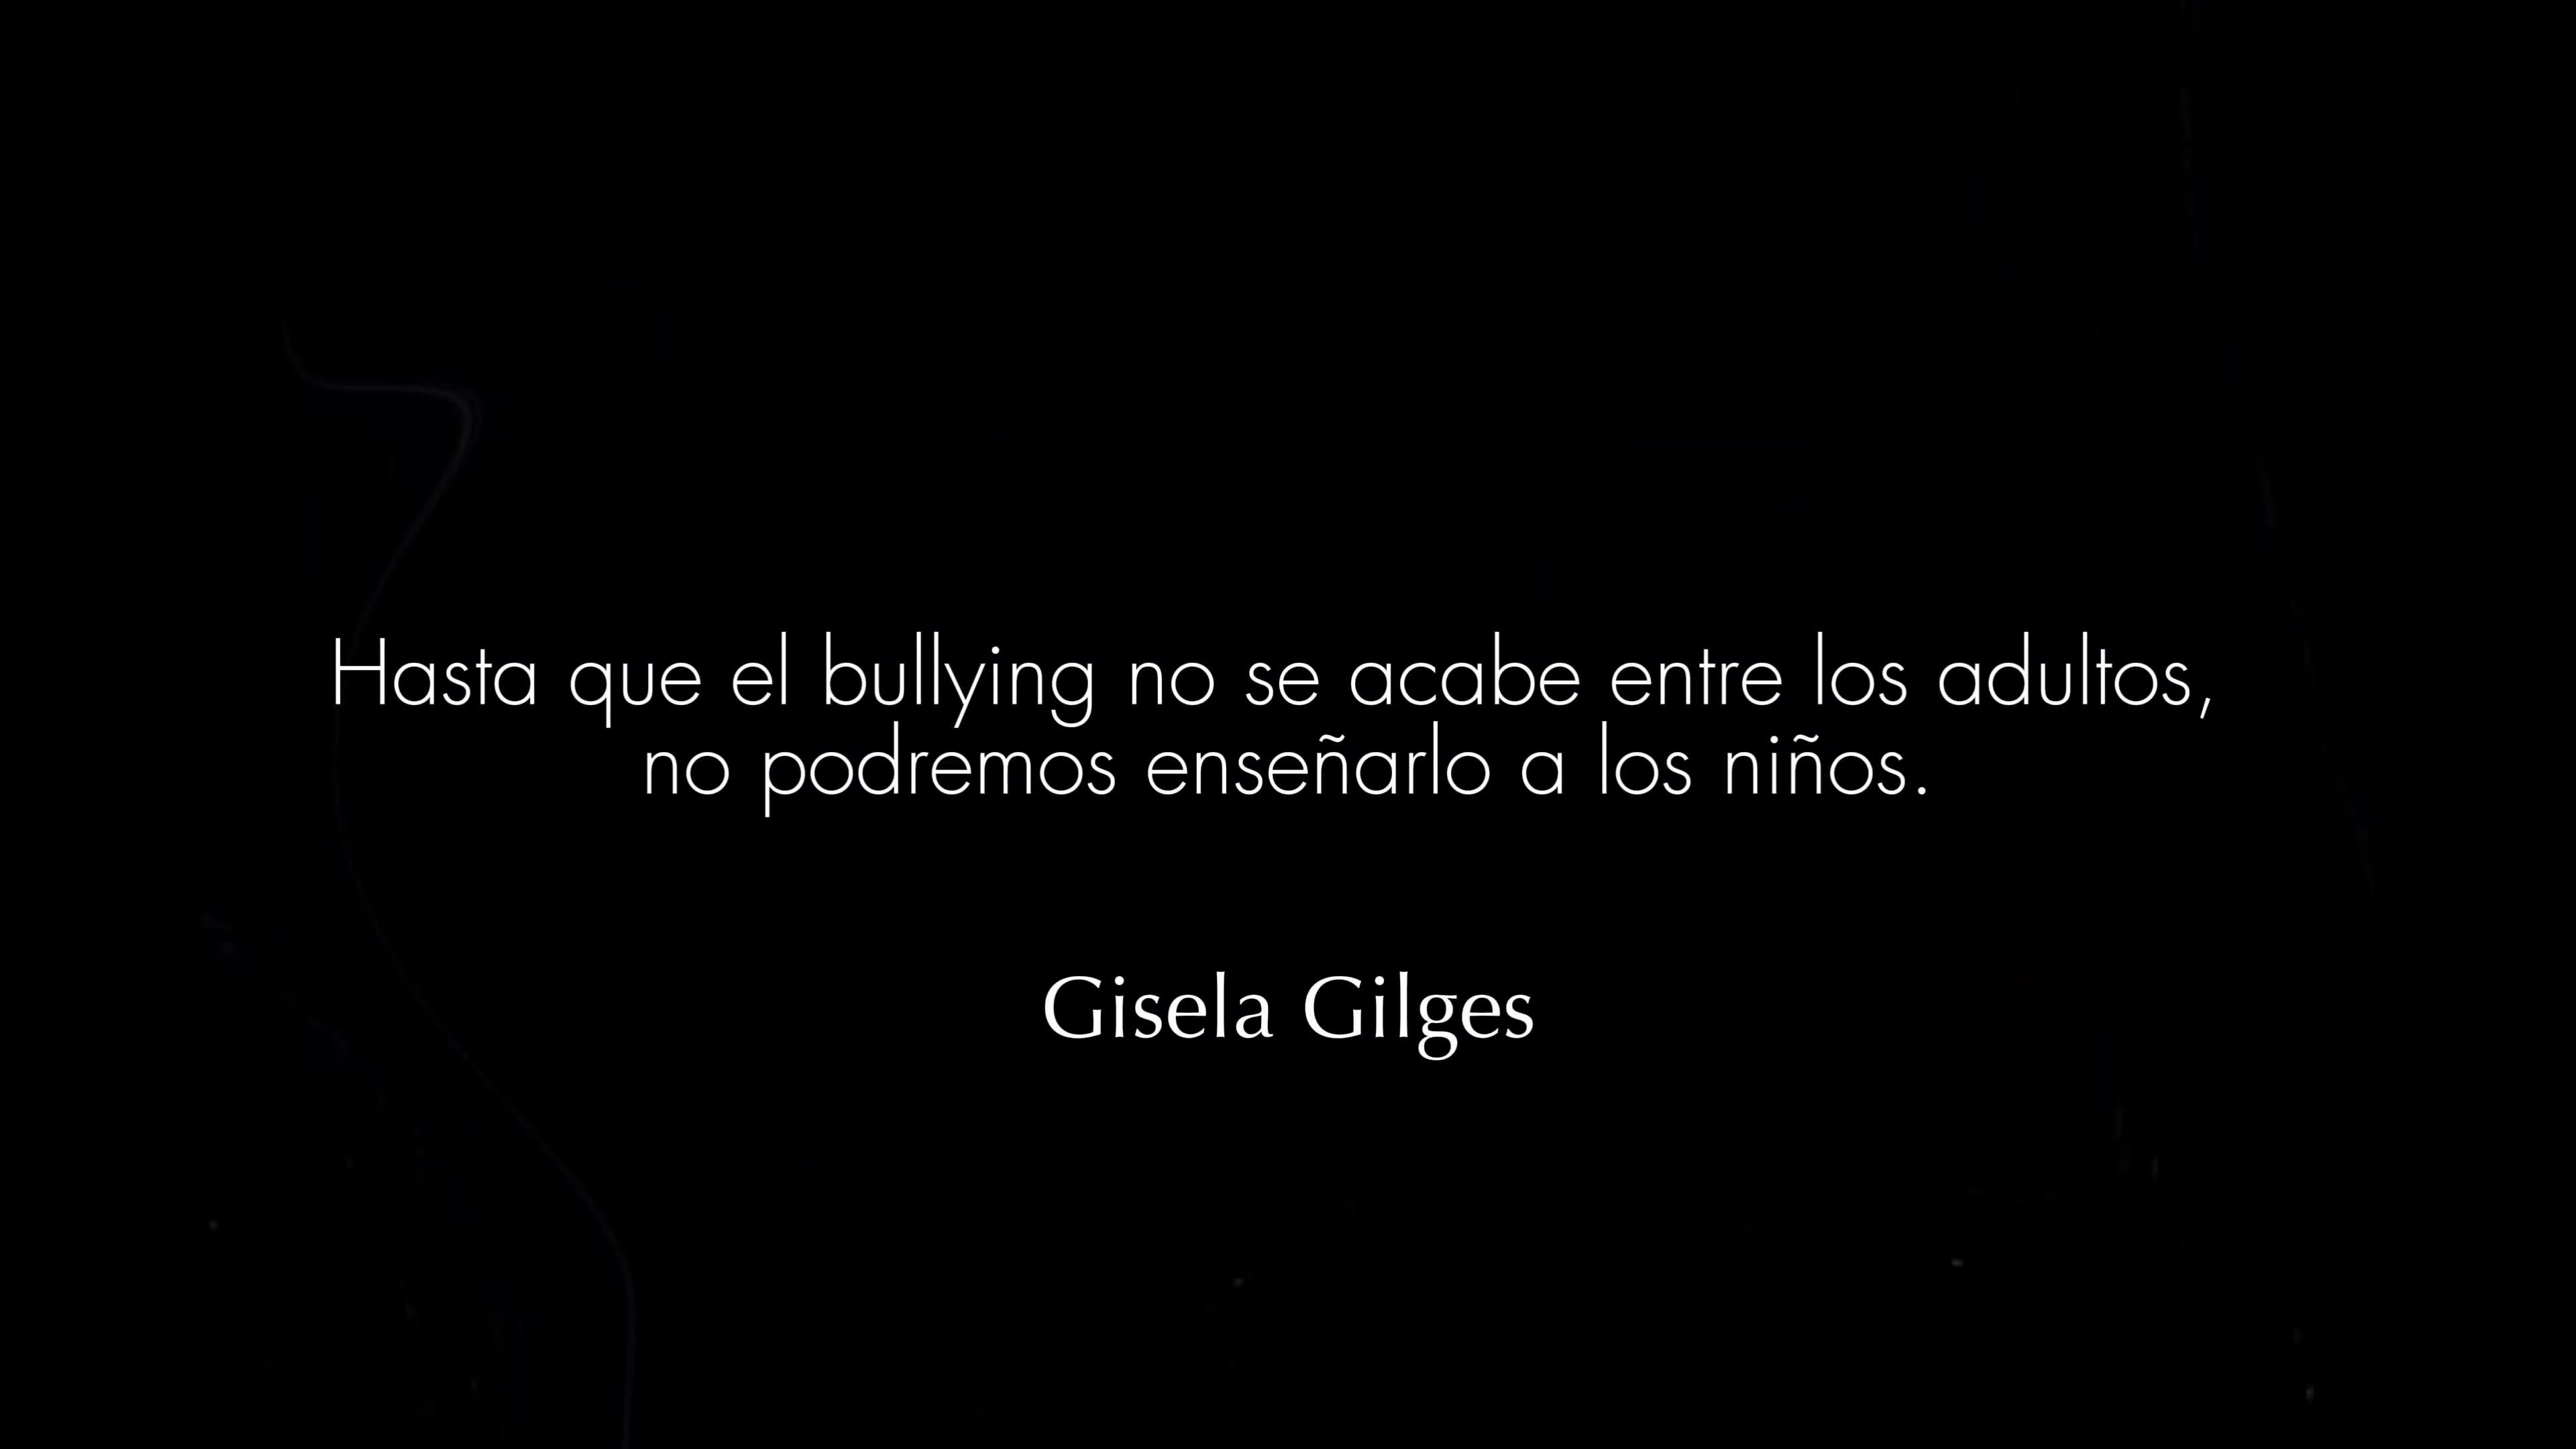 Hasta que el bullying no se acabe entre los adultos,
no podremos enseñarlo a los niños.
Gisela Gilges